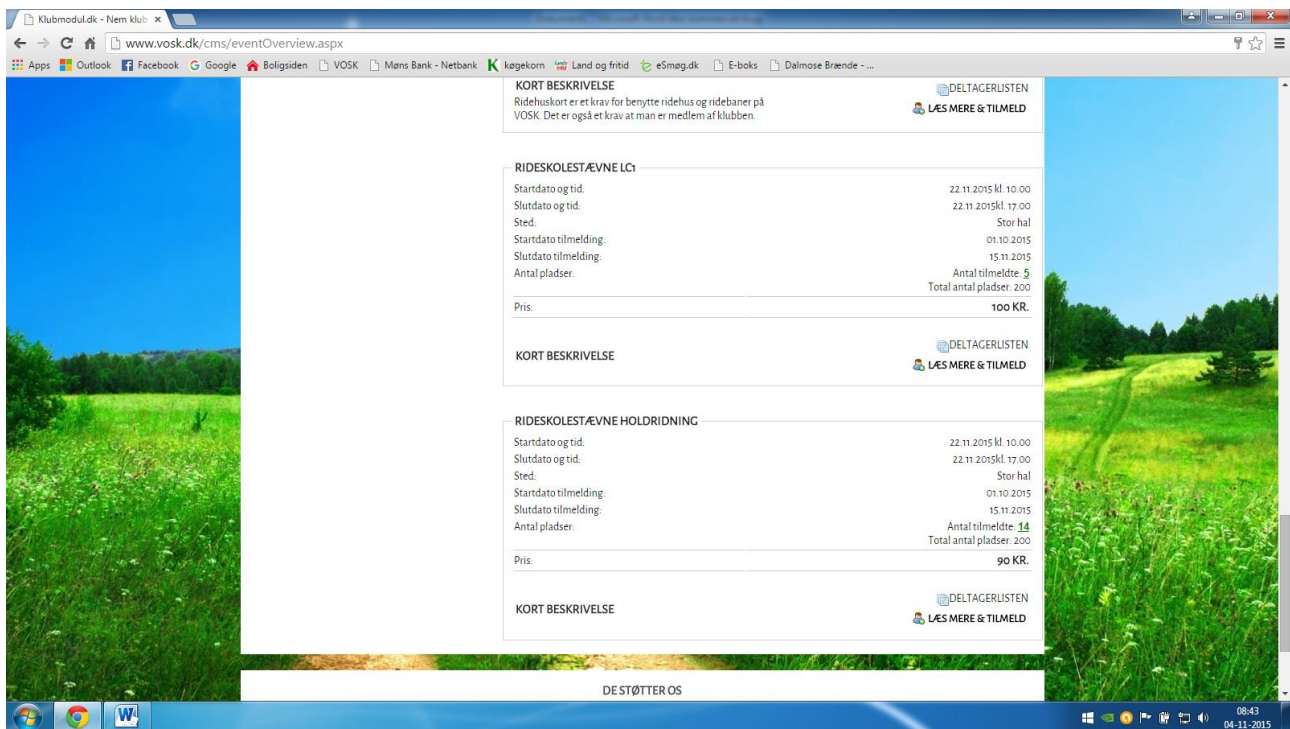 Klubmodul.dk - Nem klub
www.vosk.dk/cms/eventOverview.aspx
Apps Outlook Facebook Google Boligsiden VOSK Møns Bank - Netbank køgekorn Land og fritid eSmøg.dk E-boks Dalmose Brænde - ...
KORT BESKRIVELSE
Ridehuskort er et krav for benytte ridehus og ridebaner på
VOSK. Det er også et krav at man er medlem af klubben.
DELTAGERLISTEN
LÆS MERE & TILMELD
RIDESKOLESTÆVNE LC1
Startdato og tid: 22.11.2015 kl. 10.00
Slutdato og tid: 22.11.2015kl. 17.00
Sted: Stor hal
Startdato tilmelding: 01.10.2015
Slutdato tilmelding: 15.11.2015
Antal pladser: Antal tilmeldte: 5
Total antal pladser: 200
Pris: 100 KR.
KORT BESKRIVELSE
DELTAGERLISTEN
LÆS MERE & TILMELD
RIDESKOLESTÆVNE HOLDRIDNING
Startdato og tid: 22.11.2015 kl. 10.00
Slutdato og tid: 22.11.2015kl. 17.00
Sted: Stor hal
Startdato tilmelding: 01.10.2015
Slutdato tilmelding: 15.11.2015
Antal pladser: Antal tilmeldte: 14
Total antal pladser: 200
Pris: 90 KR.
KORT BESKRIVELSE
DELTAGERLISTEN
LÆS MERE & TILMELD
DE STØTTER OS
08:43
04-11-2015